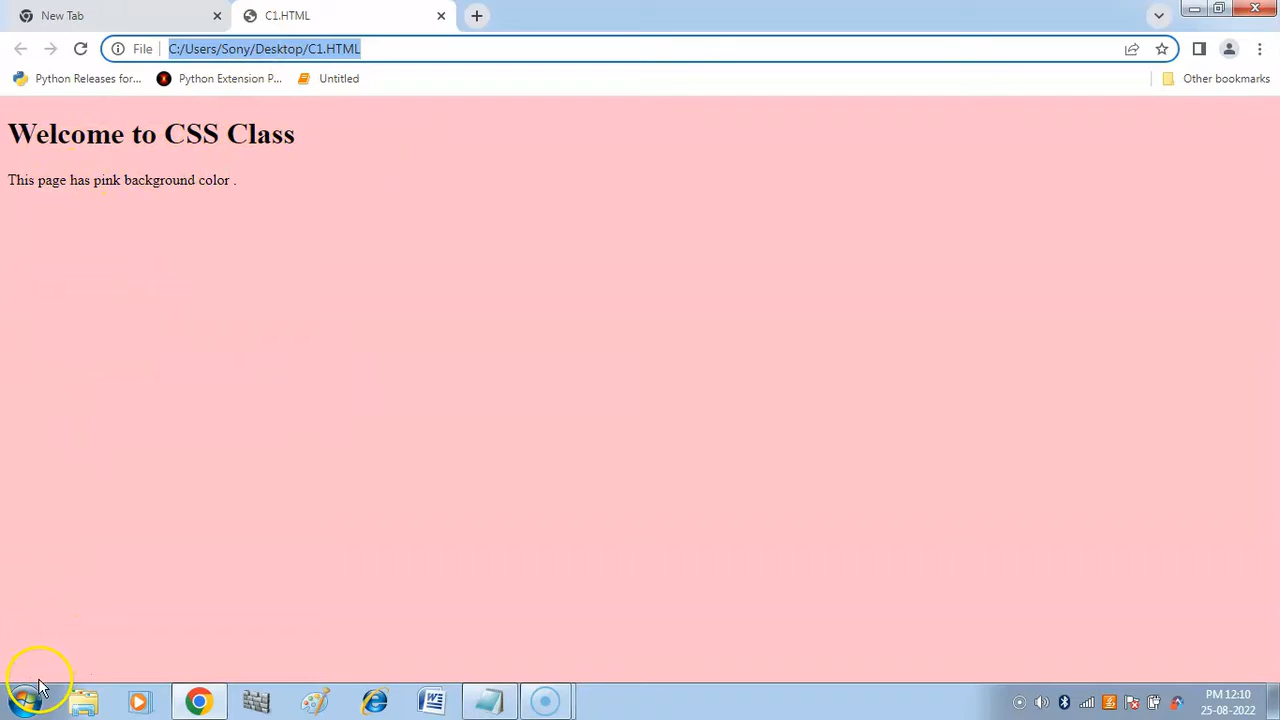 New Tab
C1.HTML
File C:/Users/Sony/Desktop/C1.HTML
Python Releases for... Python Extension P... Untitled Other bookmarks
Welcome to CSS Class
This page has pink background color .
PM 12:10
25-08-2022